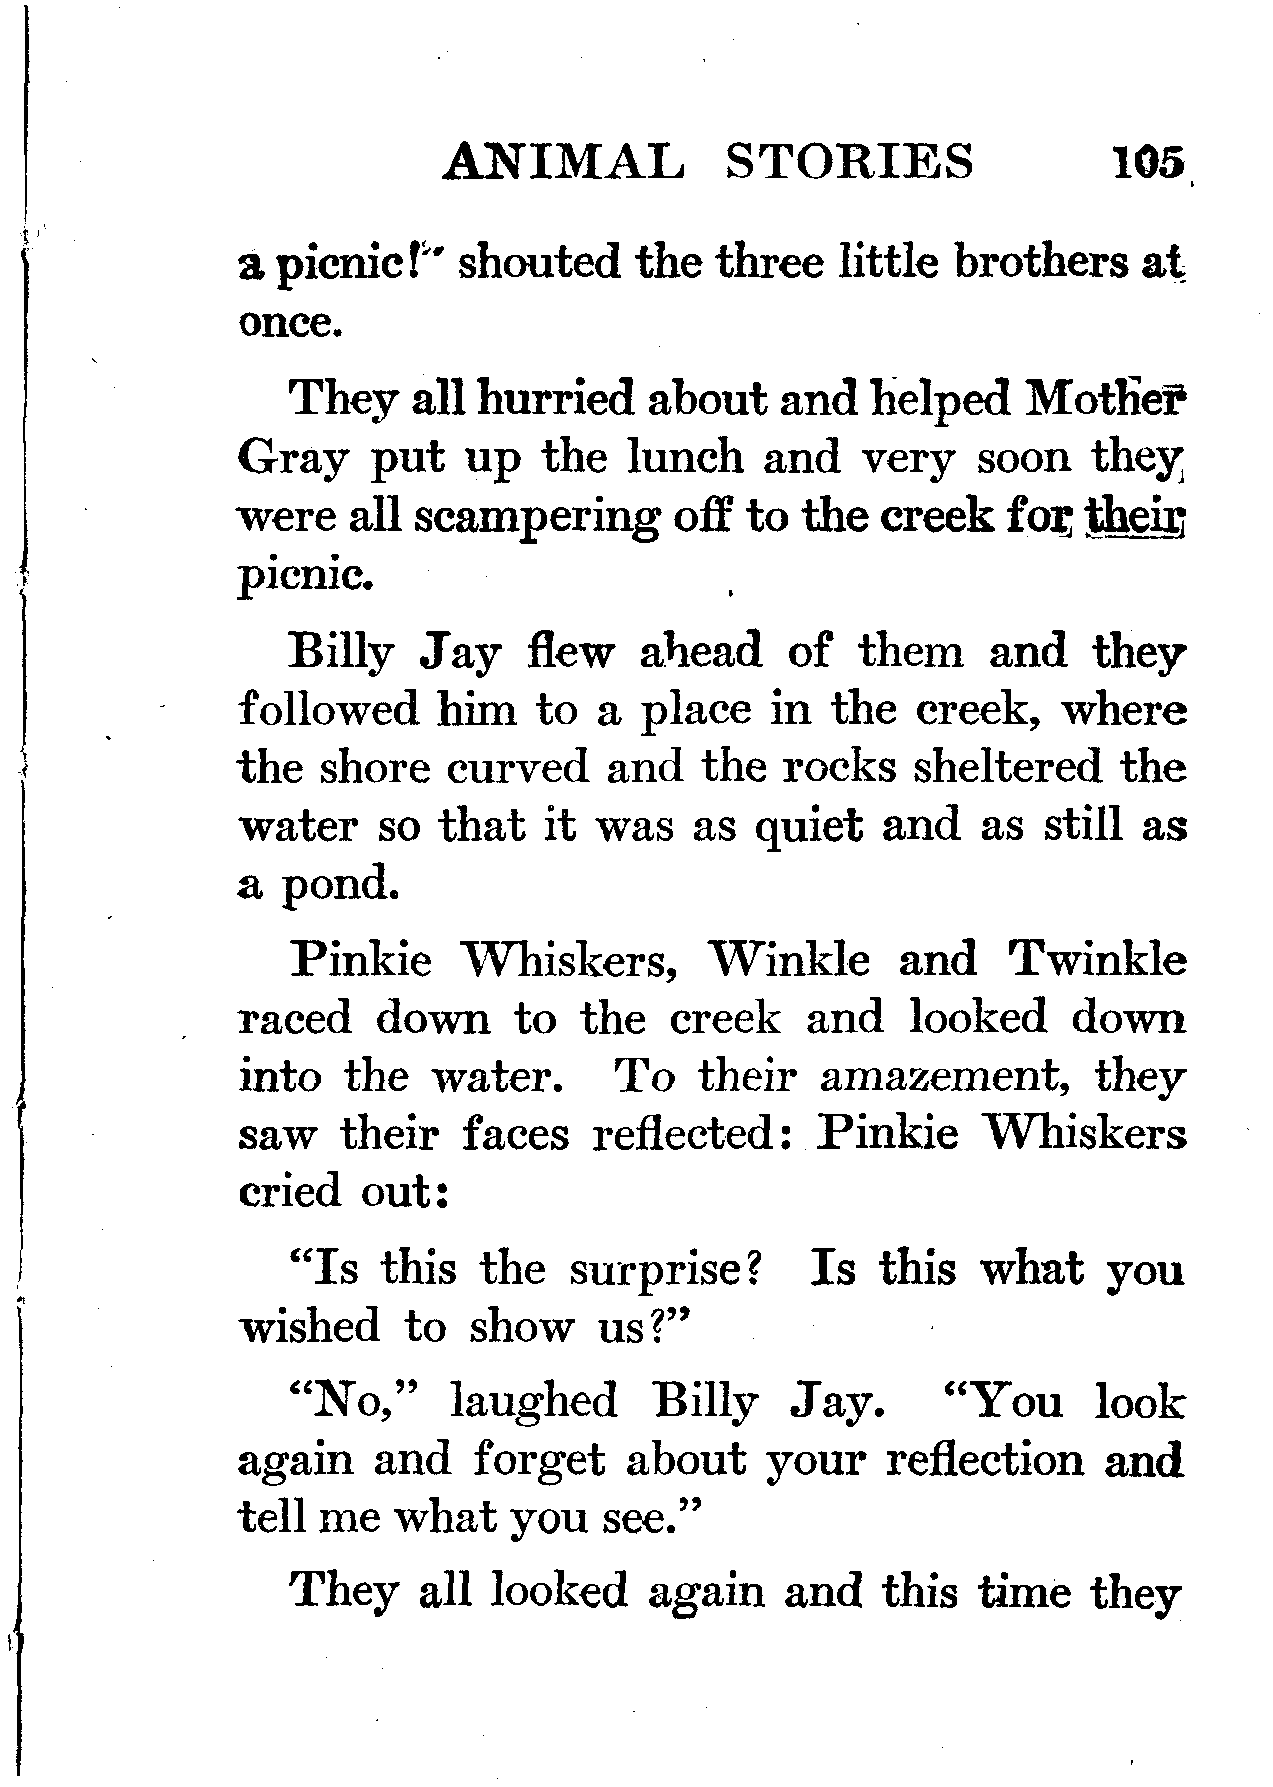 ANIMAL STORIES 105
a picnic!" shouted the three little brothers at
once.
They all hurried about and helped Mother
Gray put up the lunch and very soon they
were all scampering off to the creek for their
picnic.
Billy Jay flew ahead of them and they
followed him to a place in the creek, where
the shore curved and the rocks sheltered the
water so that it was as quiet and as still as
a pond.
Pinkie Whiskers, Winkle and Twinkle
raced down to the creek and looked down
into the water. To their amazement, they
saw their faces reflected: Pinkie Whiskers
cried out:
"Is this the surprise? Is this what you
wished to show us?"
"No," laughed Billy Jay. "You look
again and forget about your reflection and
tell me what you see."
They all looked again and this time they